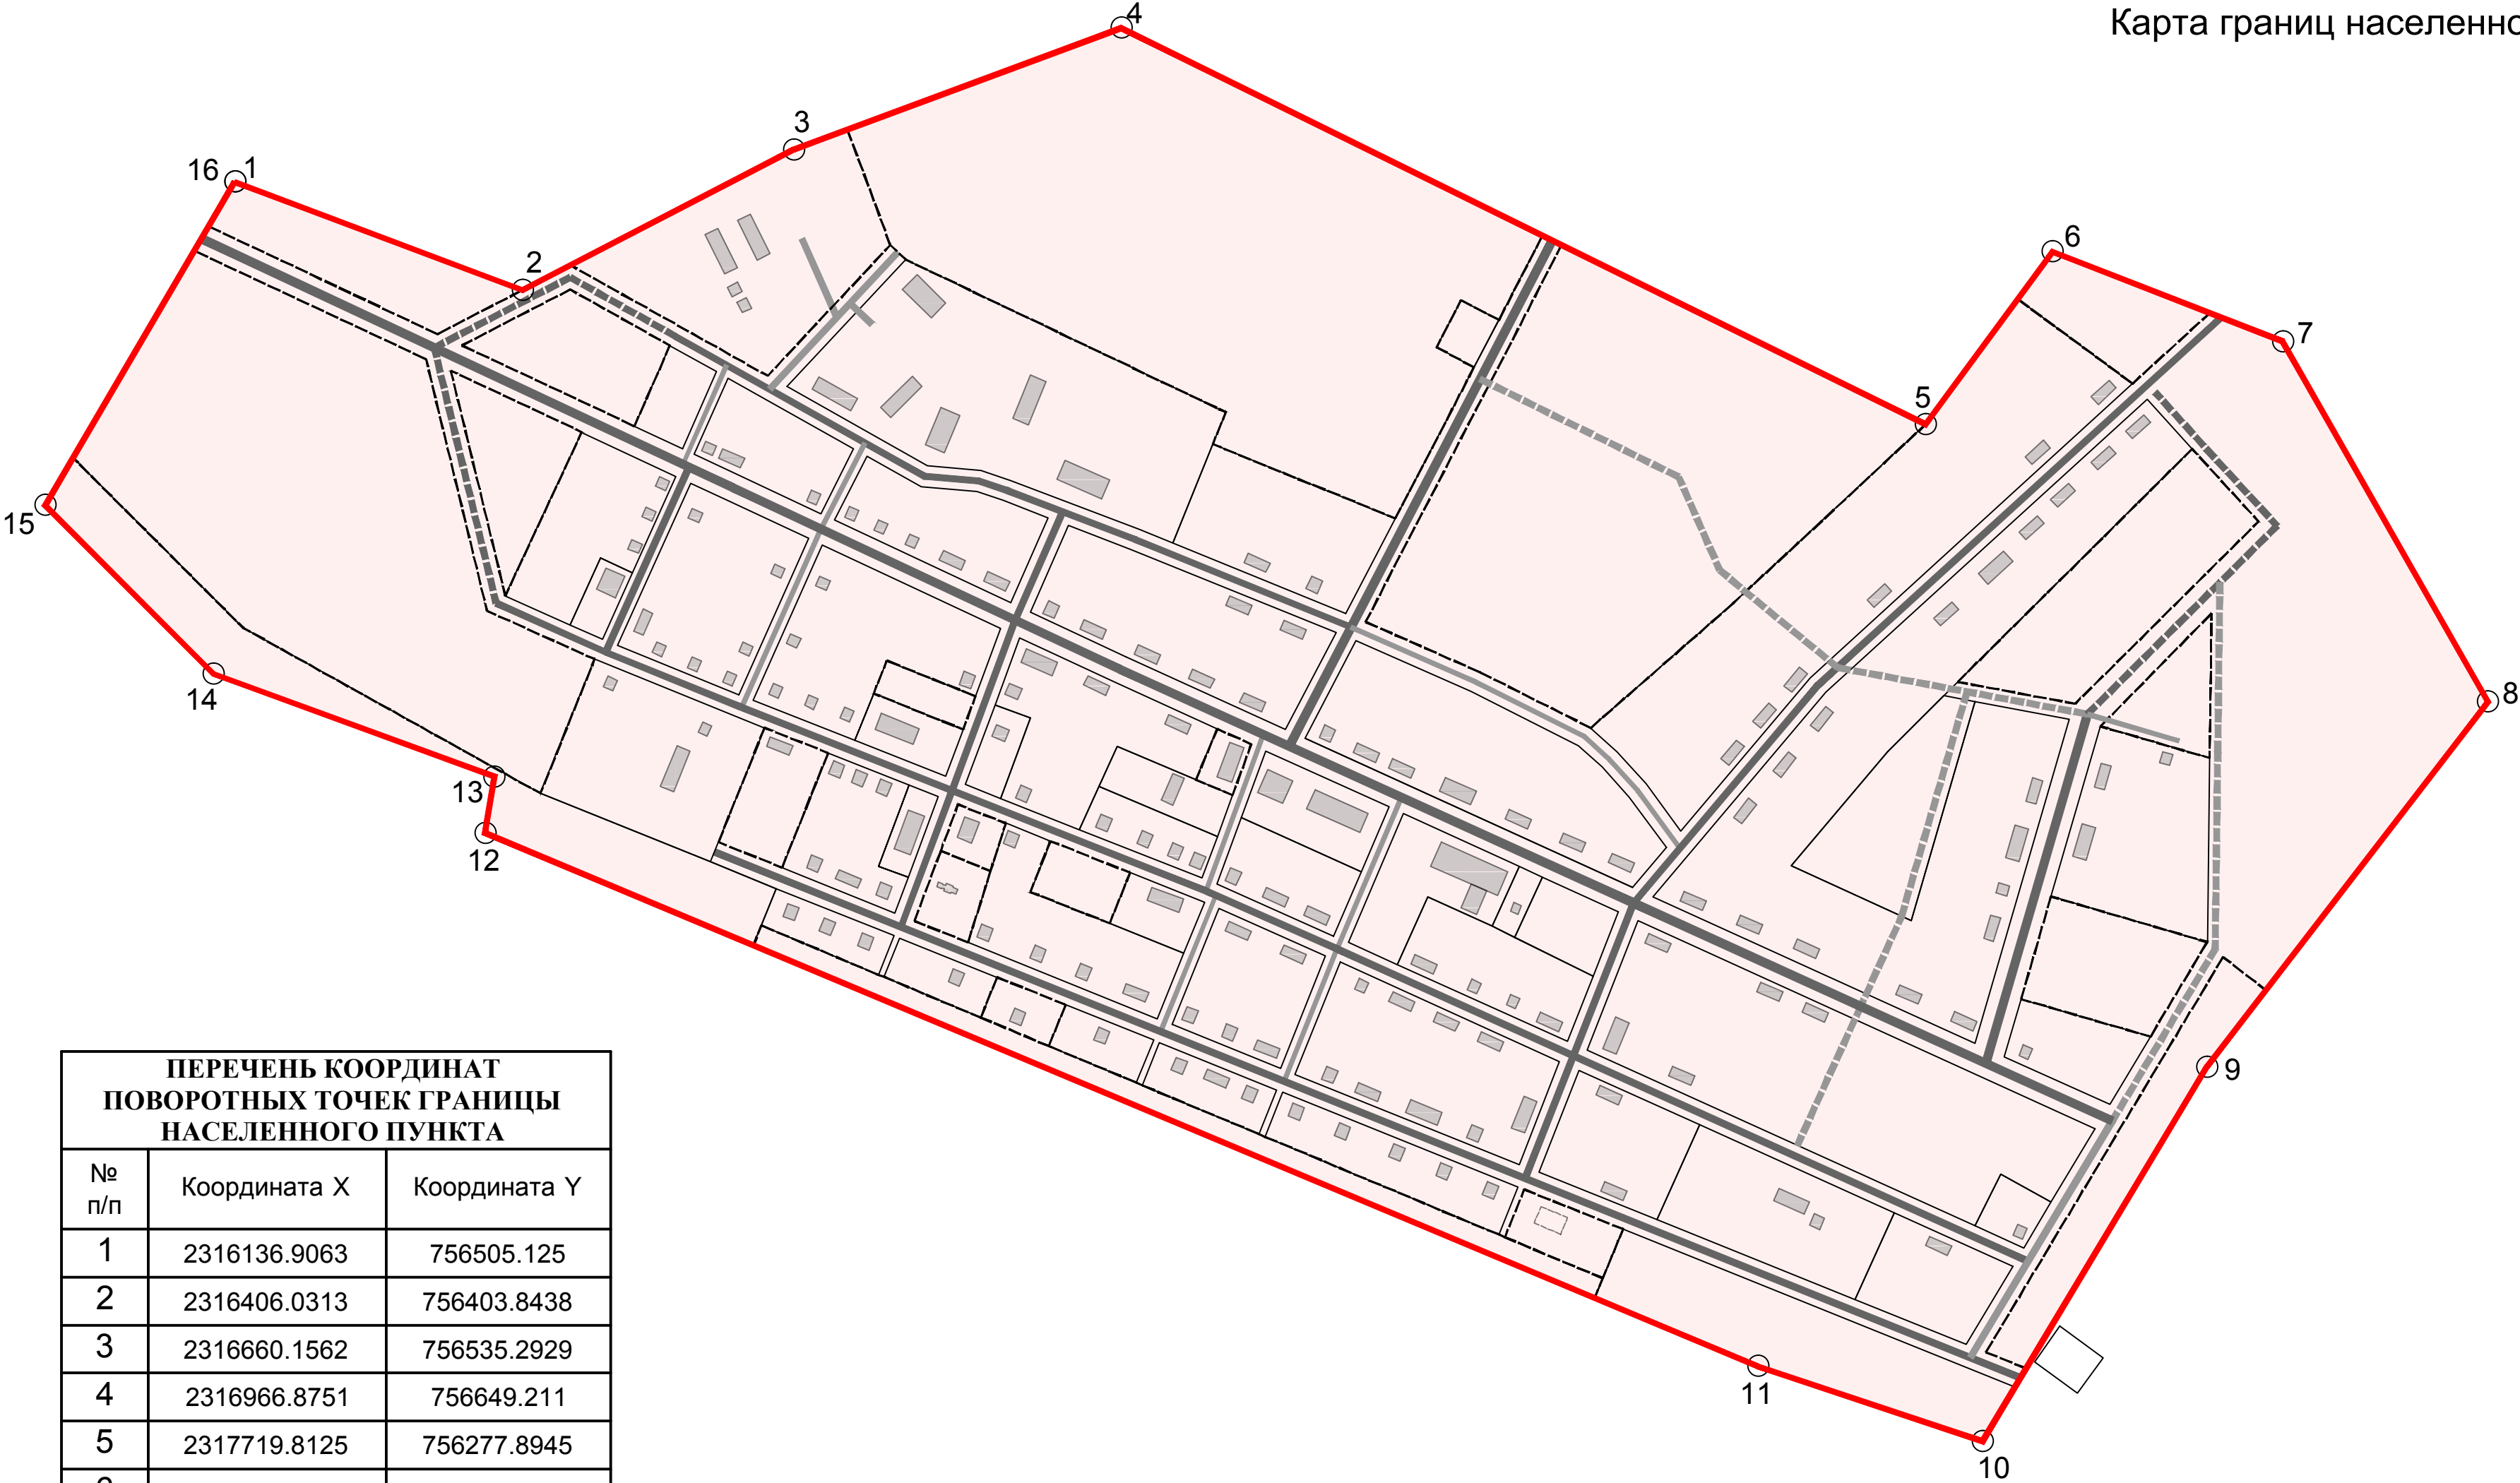 Карта границ
4
3
16 1
2
6
7
5
15
14
8
13
12
9
11
10
ПЕРЕЧЕНЬ КООРДИНАТ
ПОВОРОТНЫХ ТОЧЕК ГРАНИЦЫ
НАСЕЛЕННОГО ПУНКТА
№ п/п Координата X Координата Y
1 2316136.9063 756505.125
2 2316406.0313 756403.8438
3 2316660.1562 756535.2929
4 2316966.8751 756649.211
5 2317719.8125 756277.8945